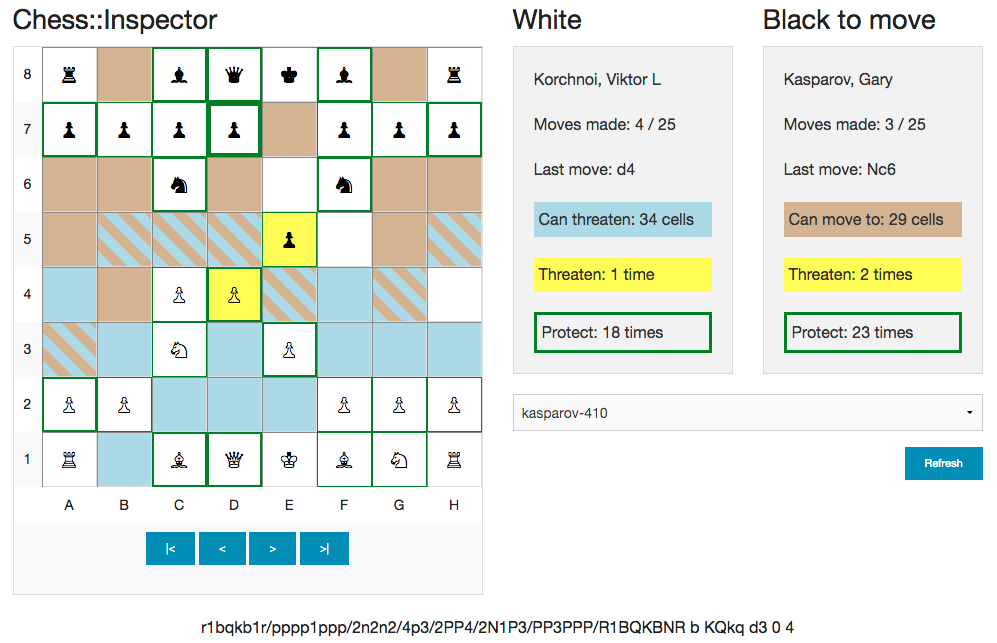 Chess::Inspector
White
Black to move
8
7
6
5
4
3
2
1
A B C D E F G H
|< < > >|
Korchnoi, Viktor L
Moves made: 4 / 25
Last move: d4
Can threaten: 34 cells
Threaten: 1 time
Protect: 18 times
Kasparov, Gary
Moves made: 3 / 25
Last move: Nc6
Can move to: 29 cells
Threaten: 2 times
Protect: 23 times
kasparov-410
Refresh
r1bqkb1r/pppp1ppp/2n2n2/4p3/2PP4/2N1P3/PP3PPP/R1BQKBNR b KQkq d3 0 4